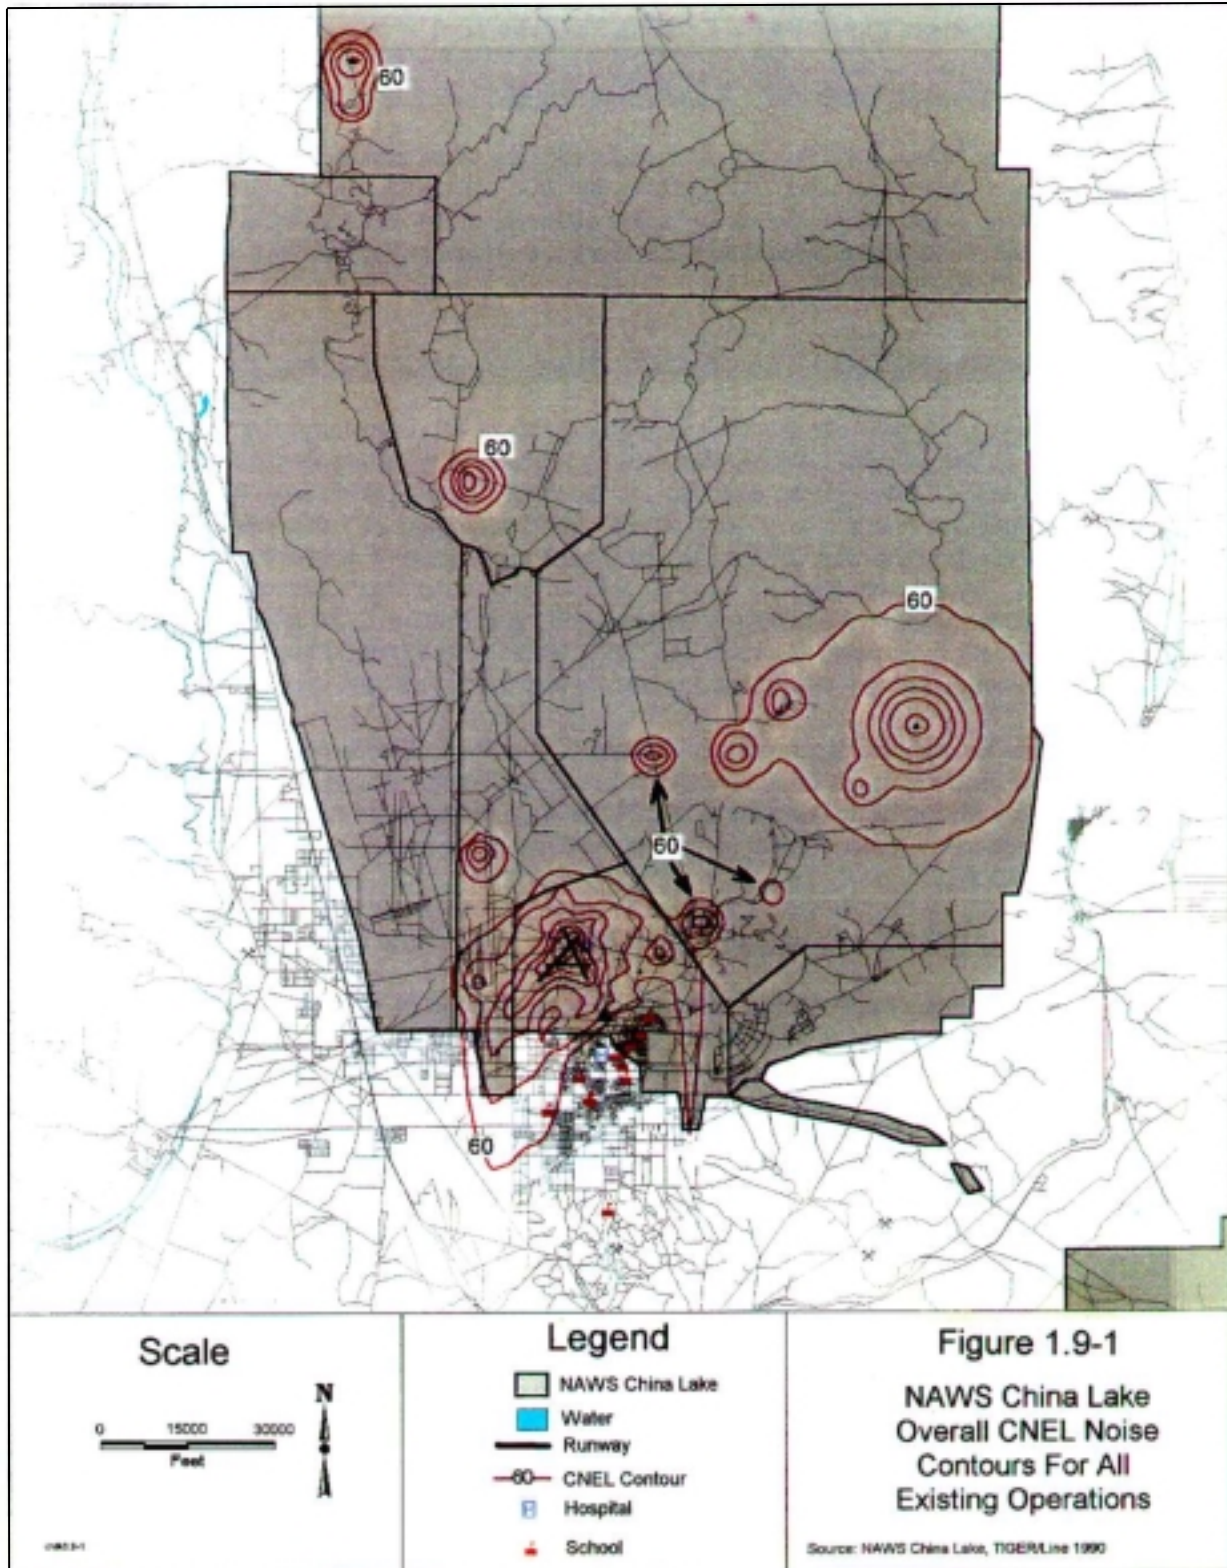 60
60
60
60
60
Scale
N
0 15000 30000
Feet
Legend
NAWS China Lake
Water
Runway
60 CNEL Contour
Hospital
School
Figure 1.9-1
NAWS China Lake
Overall CNEL Noise
Contours For All
Existing Operations
Source: NAWS China Lake, TIGER/Line 1990